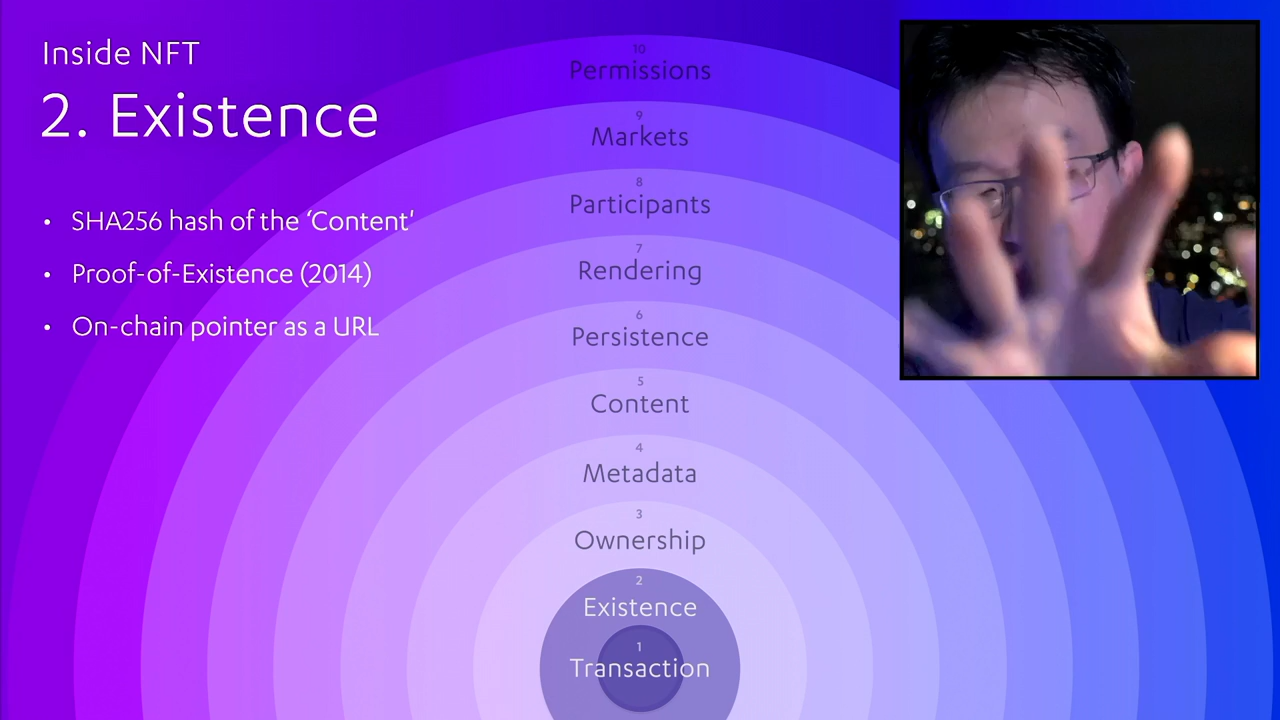 Inside NFT
2. Existence
• SHA256 hash of the ‘Content’
• Proof-of-Existence (2014)
• On-chain pointer as a URL
10
Permissions
9
Markets
8
Participants
7
Rendering
6
Persistence
5
Content
4
Metadata
3
Ownership
2
Existence
1
Transaction